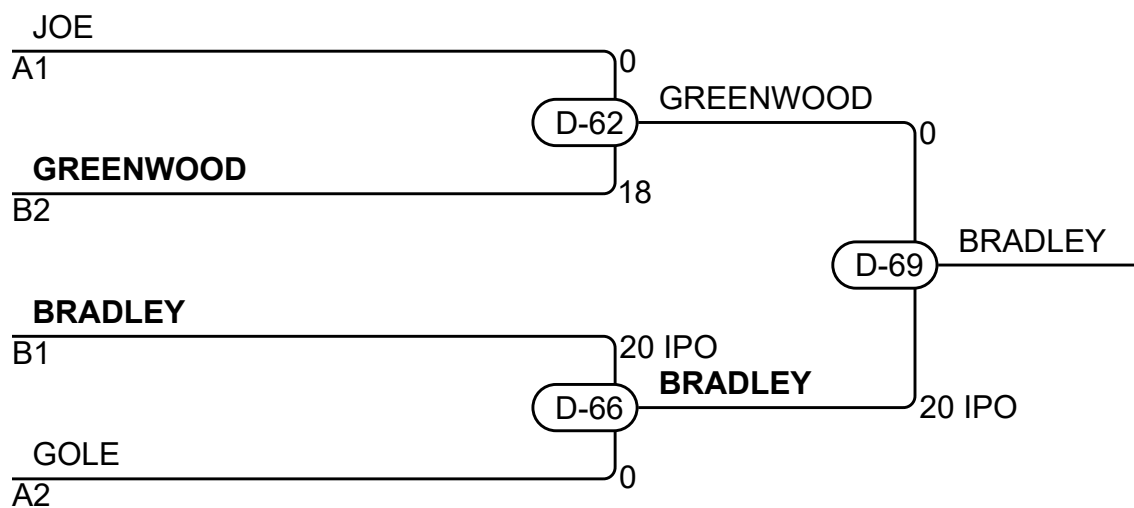 JOE
A1
0
D-62
GREENWOOD
0
GREENWOOD
18
B2
D-69
BRADLEY
BRADLEY
B1
20 IPO
BRADLEY
D-66
20 IPO
GOLE
0
A2